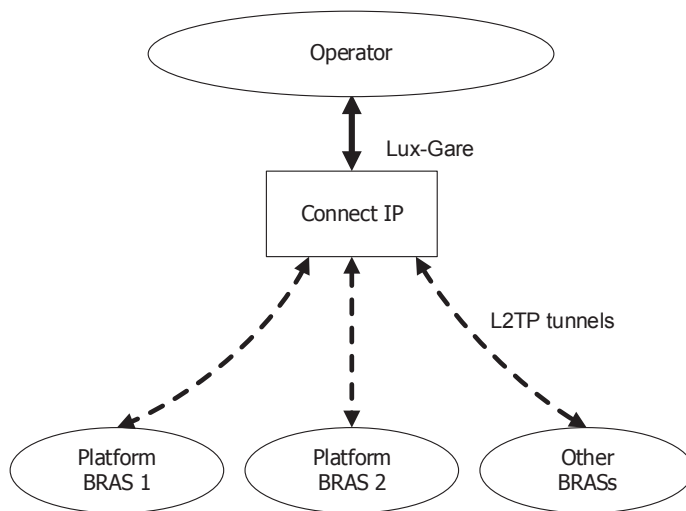 Operator
Lux-Gare
Connect IP
L2TP tunnels
Platform
BRAS 1
Platform
BRAS 2
Other
BRASs